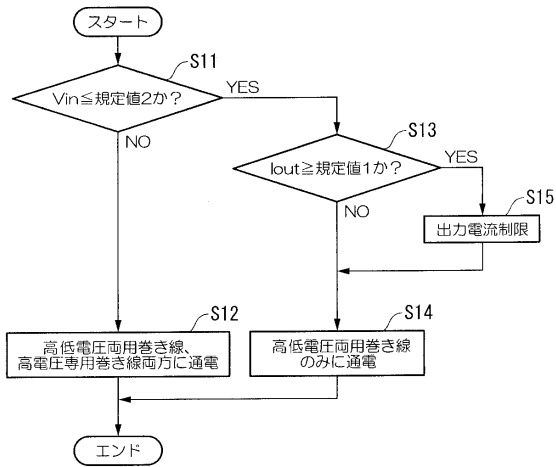 スタート
S11
Vin≦規定値2か?
YES
NO
S13
Iout≧規定値1か?
YES
NO
S15
出力電流制限
S12
高低電圧両用巻き線、
高電圧専用巻き線両方に通電
S14
高低電圧両用巻き線
のみに通電
エンド